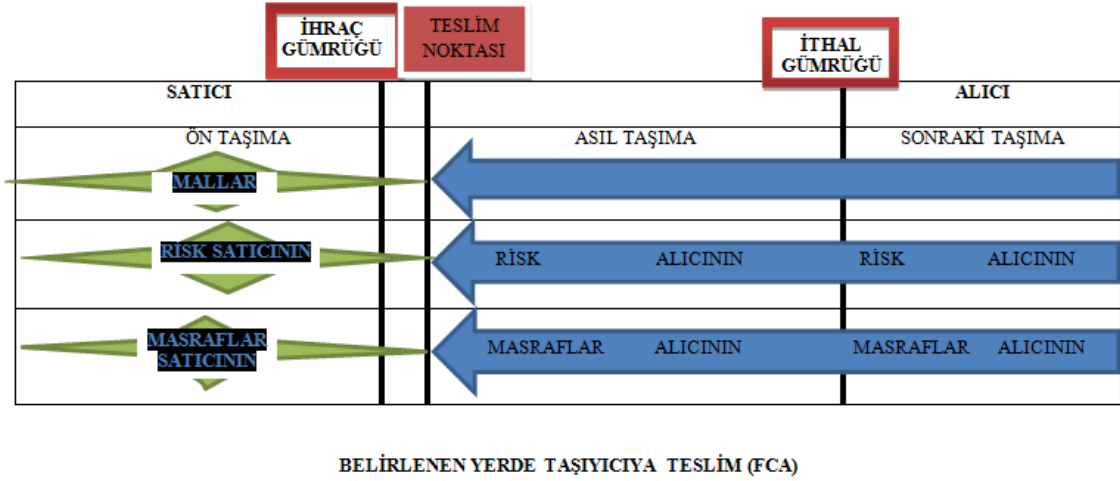 İHRAÇ
GÜMRÜĞÜ
TESLİM
NOKTASI
İTHAL
GÜMRÜĞÜ
SATICI
ALICI
ÖN TAŞIMA
ASIL TAŞIMA
SONRAKİ TAŞIMA
MALLAR
RİSK SATICININ
RİSK ALICININ RİSK ALICININ
MASRAFLAR
SATICININ
MASRAFLAR ALICININ MASRAFLAR ALICININ
BELİRLENEN YERDE TAŞIYICIYA TESLİM (FCA)